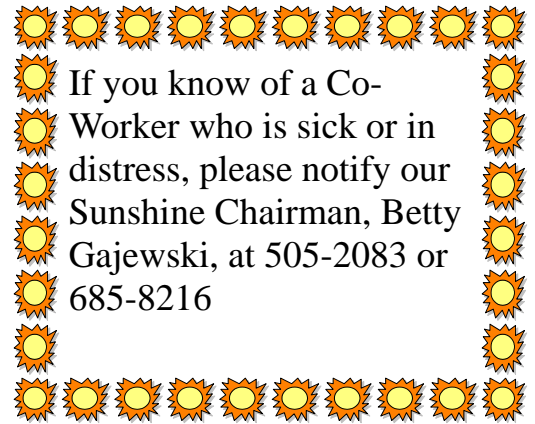 If you know of a Co-
Worker who is sick or in
distress, please notify our
Sunshine Chairman, Betty
Gajewski, at 505-2083 or
685-8216